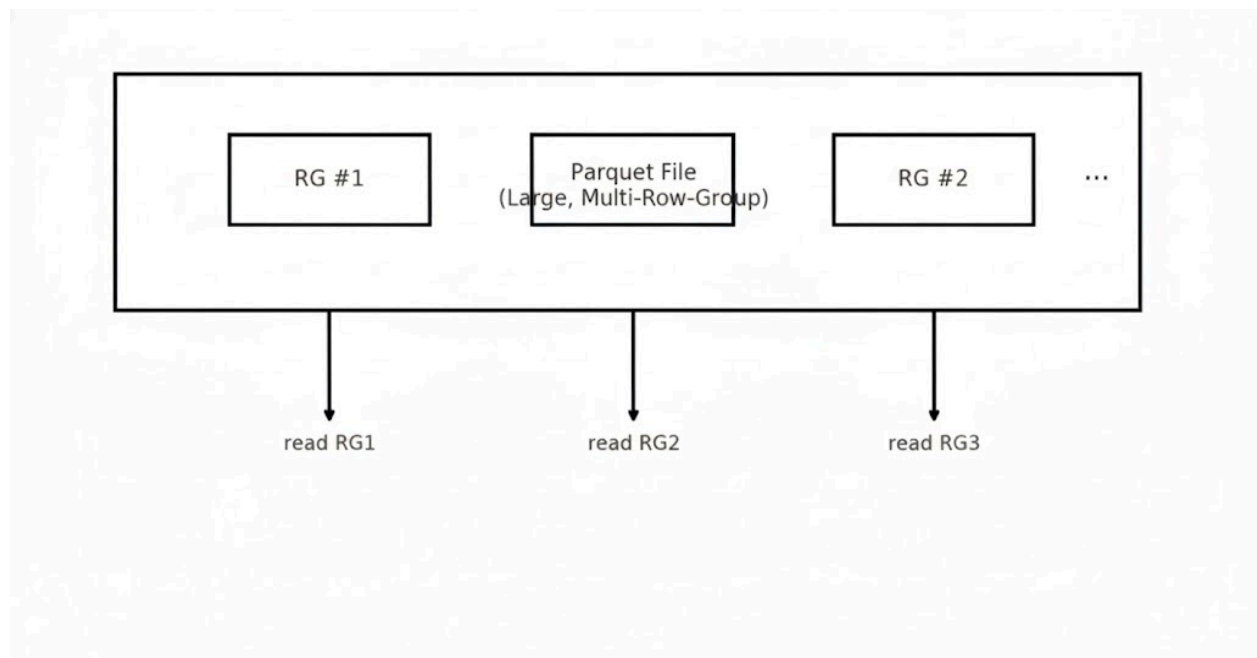 RG #1
Parquet File
(Large, Multi-Row-Group)
RG #2
...
read RG1
read RG2
read RG3